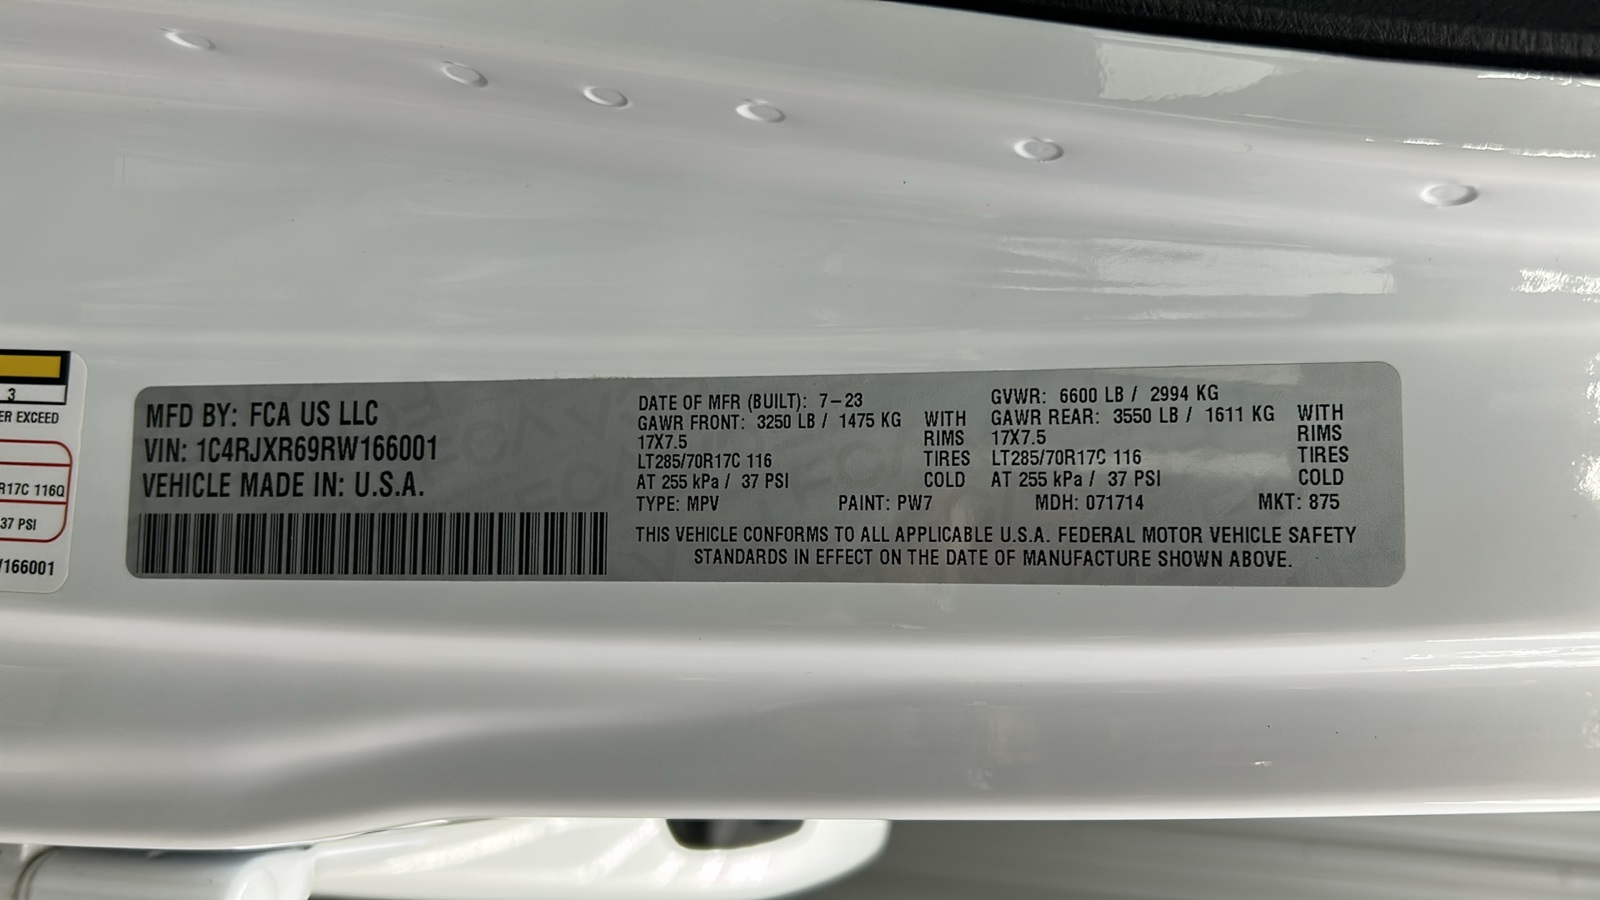 3
ER EXCEED
R17C 116Q
37 PSI
166001
MFD BY: FCA US LLC
VIN: 1C4RJXR69RW166001
VEHICLE MADE IN: U.S.A.
DATE OF MFR (BUILT): 7-23
GAWR FRONT: 3250 LB / 1475 KG WITH
17X7.5 RIMS
LT285/70R17C 116 TIRES
AT 255 kPa / 37 PSI COLD
GVWR: 6600 LB / 2994 KG
GAWR REAR: 3550 LB / 1611 KG WITH
17X7.5 RIMS
LT285/70R17C 116 TIRES
AT 255 kPa / 37 PSI COLD
TYPE: MPV PAINT: PW7 MDH: 071714 MKT: 875
THIS VEHICLE CONFORMS TO ALL APPLICABLE U.S.A. FEDERAL MOTOR VEHICLE SAFETY
STANDARDS IN EFFECT ON THE DATE OF MANUFACTURE SHOWN ABOVE.